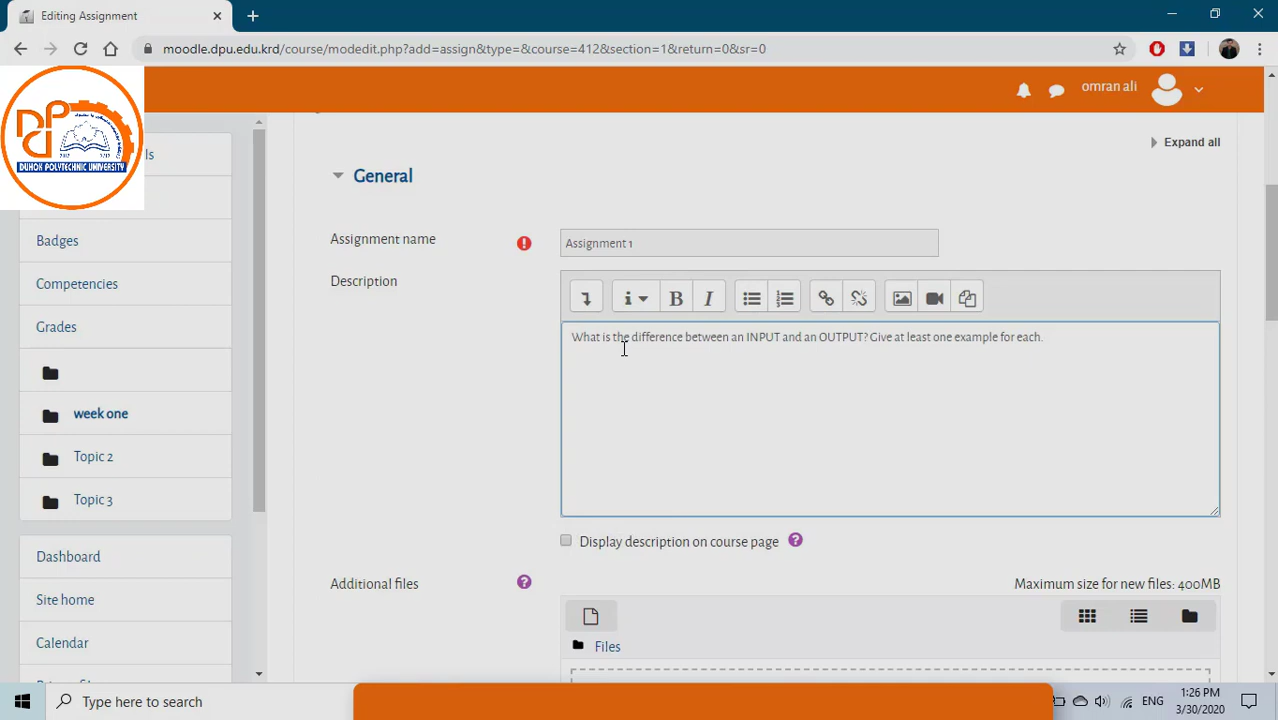 Editing Assignment
moodle.dpu.edu.krd/course/modedit.php?add=assign&type=&course=412&section=1&return=0&sr=0
omran ali
DUHOK POLYTECHNIC UNIVERSITY
ls
Expand all
General
Badges
Assignment name
Assignment 1
Competencies
Description
Grades
What is the difference between an INPUT and an OUTPUT? Give at least one example for each.
week one
Topic 2
Topic 3
Display description on course page
Dashboard
Additional files
Maximum size for new files: 400MB
Site home
Calendar
Files
Type here to search
ENG
1:26 PM
3/30/2020